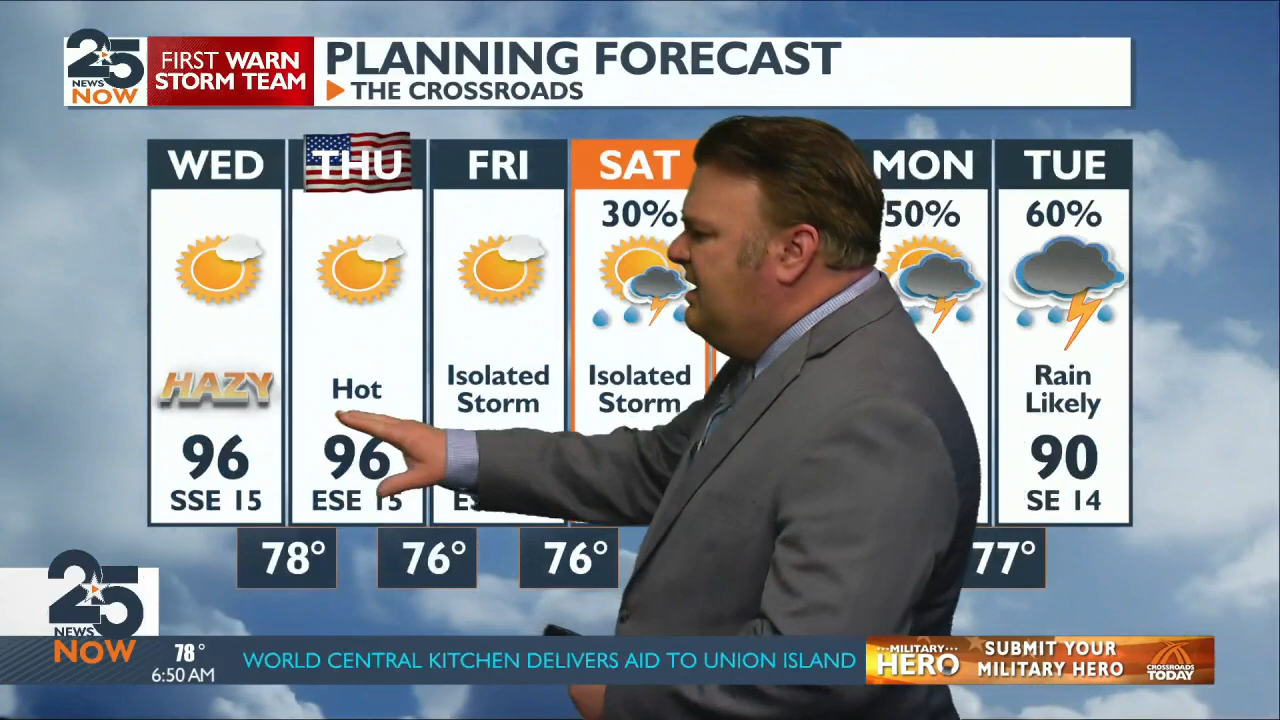 25
NEWS
NOW
FIRST WARN
STORM TEAM
PLANNING FORECAST
THE CROSSROADS
WED
THU
FRI
SAT
MON
TUE
30%
50%
60%
HAZY
Hot
Isolated
Storm
Isolated
Storm
Rain
Likely
96
96
90
SSE 15
ESE 15
SE 14
78°
76°
76°
77°
25
NEWS
NOW
78°
6:50 AM
WORLD CENTRAL KITCHEN DELIVERS AID TO UNION ISLAND
MILITARY
HERO
SUBMIT YOUR
MILITARY HERO
CROSSROADS
TODAY